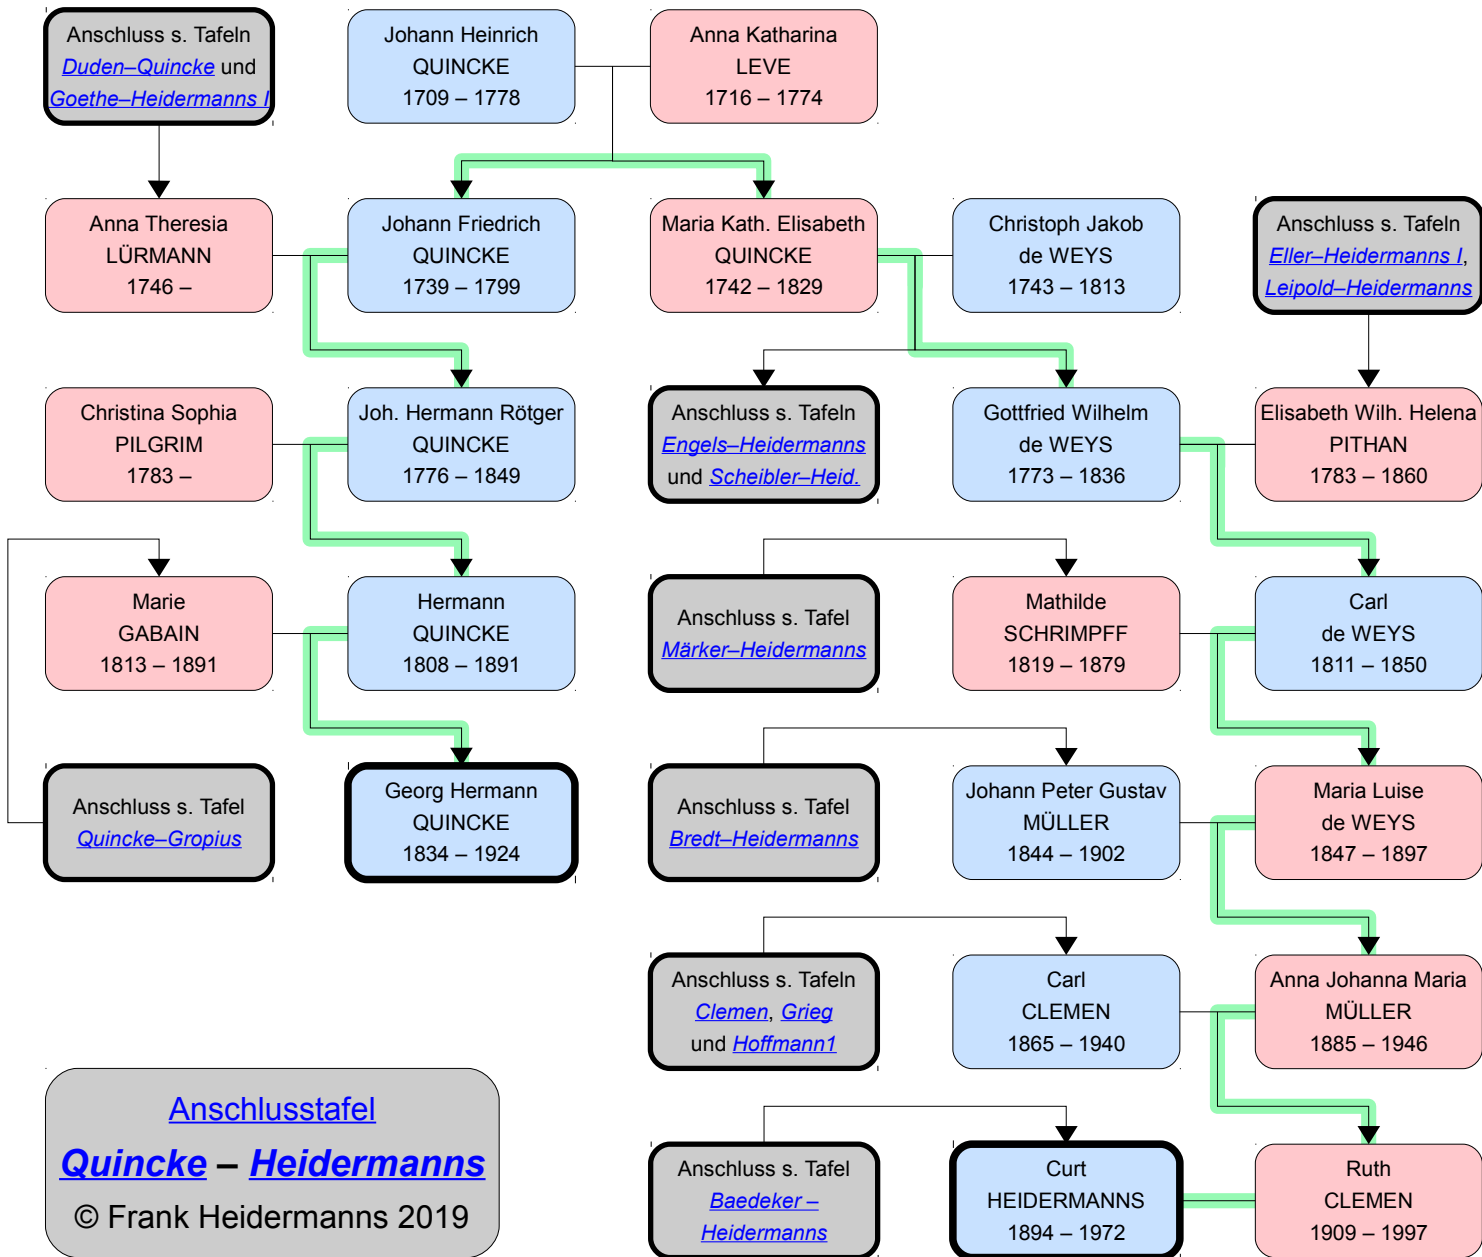 Anschluss s. Tafeln
Duden–Quincke und
Goethe–Heidermanns I
Johann Heinrich
QUINCKE
1709 – 1778
Anna Katharina
LEVE
1716 – 1774
Anna Theresia
LÜRMANN
1746 –
Johann Friedrich
QUINCKE
1739 – 1799
Maria Kath. Elisabeth
QUINCKE
1742 – 1829
Christoph Jakob
de WEYS
1743 – 1813
Anschluss s. Tafeln
Eller–Heidermanns I,
Leipold–Heidermanns
Christina Sophia
PILGRIM
1783 –
Joh. Hermann Rötger
QUINCKE
1776 – 1849
Anschluss s. Tafeln
Engels–Heidermanns
und Scheibler–Heid.
Gottfried Wilhelm
de WEYS
1773 – 1836
Elisabeth Wilh. Helena
PITHAN
1783 – 1860
Marie
GABAIN
1813 – 1891
Hermann
QUINCKE
1808 – 1891
Anschluss s. Tafel
Märker–Heidermanns
Mathilde
SCHRIMPFF
1819 – 1879
Carl
de WEYS
1811 – 1850
Anschluss s. Tafel
Quincke–Gropius
Georg Hermann
QUINCKE
1834 – 1924
Anschluss s. Tafel
Bredt–Heidermanns
Johann Peter Gustav
MÜLLER
1844 – 1902
Maria Luise
de WEYS
1847 – 1897
Anschluss s. Tafeln
Clemen, Grieg
und Hoffmann1
Carl
CLEMEN
1865 – 1940
Anna Johanna Maria
MÜLLER
1885 – 1946
Anschlusstafel
Quincke – Heidermanns
© Frank Heidermanns 2019
Anschluss s. Tafel
Baedeker –
Heidermanns
Curt
HEIDERMANNS
1894 – 1972
Ruth
CLEMEN
1909 – 1997